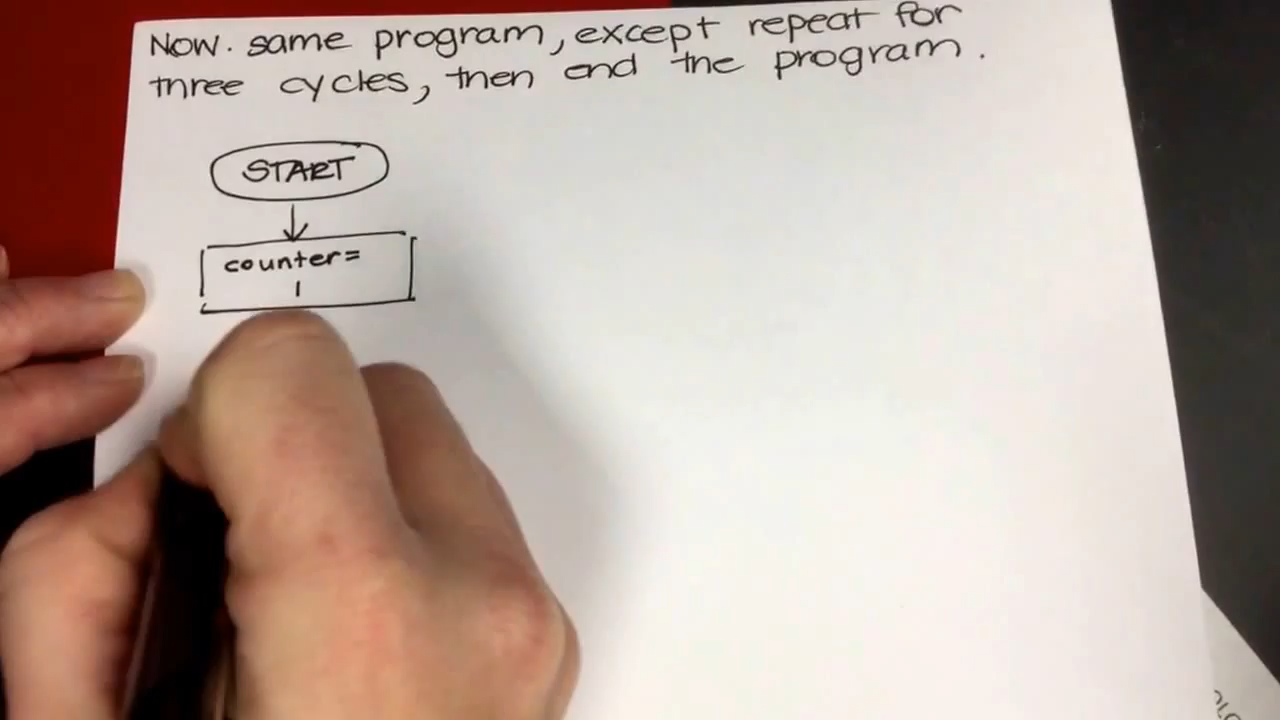 NOW. same program, except repeat for
three cycles, then end the program.
START
counter=
1